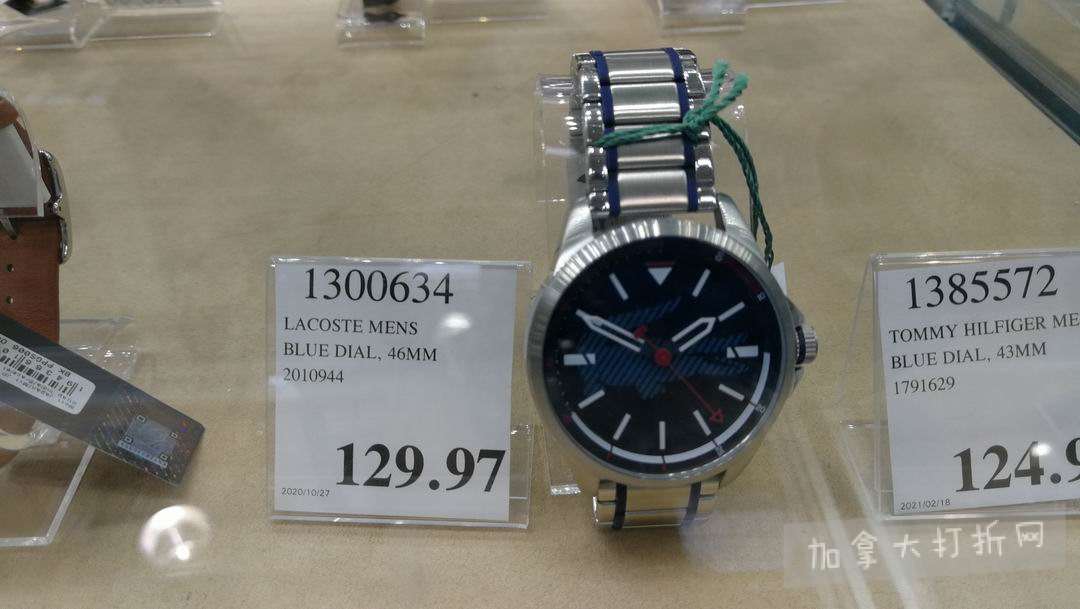 1300634
LACOSTE MENS
BLUE DIAL, 46MM
2010944
129.97
2020/10/27
1385572
TOMMY HILFIGER ME
BLUE DIAL, 43MM
1791629
124.9
2021/02/18
加拿大打折网